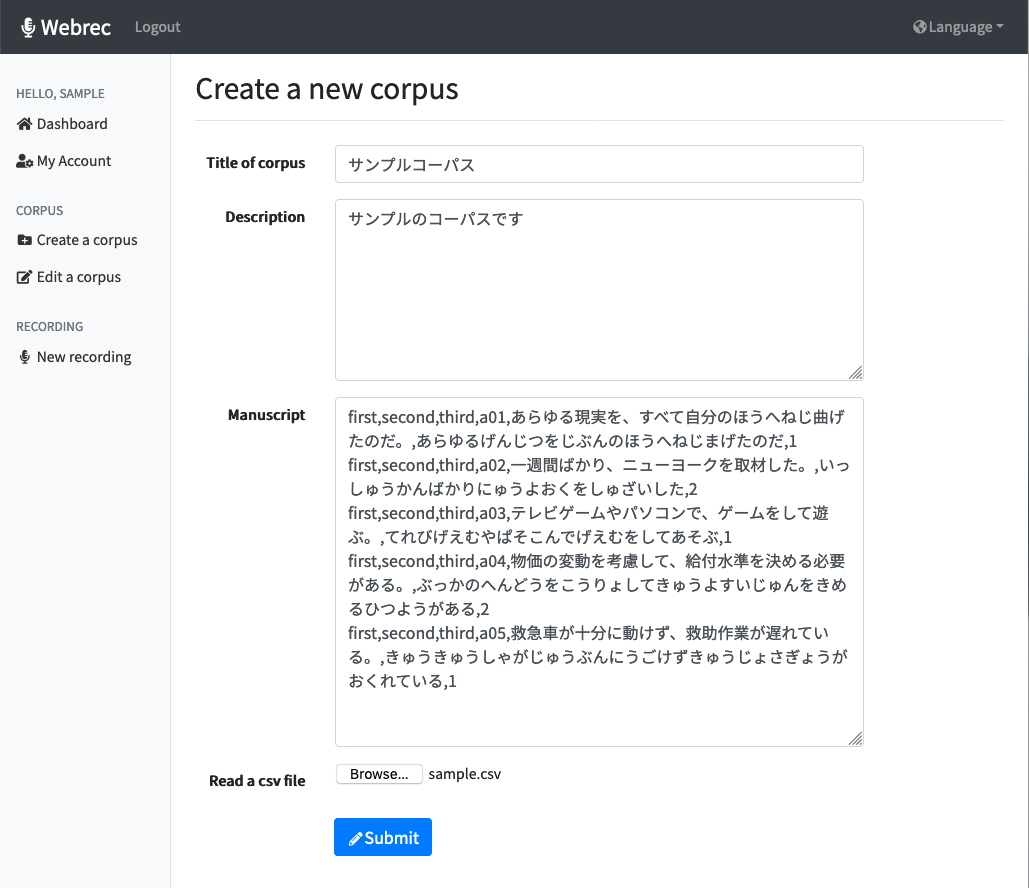 Webrec
Logout
Language
HELLO, SAMPLE
Dashboard
My Account
CORPUS
Create a corpus
Edit a corpus
RECORDING
New recording
Create a new corpus
Title of corpus
サンプルコーパス
Description
サンプルのコーパスです
Manuscript
first,second,third,a01,あらゆる現実を、すべて自分のほうへねじ曲げ
たのだ。,あらゆるげんじつをじぶんのほうへねじまげたのだ,1
first,second,third,a02,一週間ばかり、ニューヨークを取材した。,いっ
しゅうかんばかりにゅうよおくをしゅざいした,2
first,second,third,a03,テレビゲームやパソコンで、ゲームをして遊
ぶ。,てれびげえむやぱそこんでげえむをしてあそぶ,1
first,second,third,a04,物価の変動を考慮して、給付水準を決める必要
がある。,ぶっかのへんどうをこうりょしてきゅうよすいじゅんをきめ
るひつようがある,2
first,second,third,a05,救急車が十分に動けず、救助作業が遅れてい
る。,きゅうきゅうしゃがじゅうぶんにうごけずきゅうじょさぎょうが
おくれている,1
Read a csv file
Browse... sample.csv
Submit